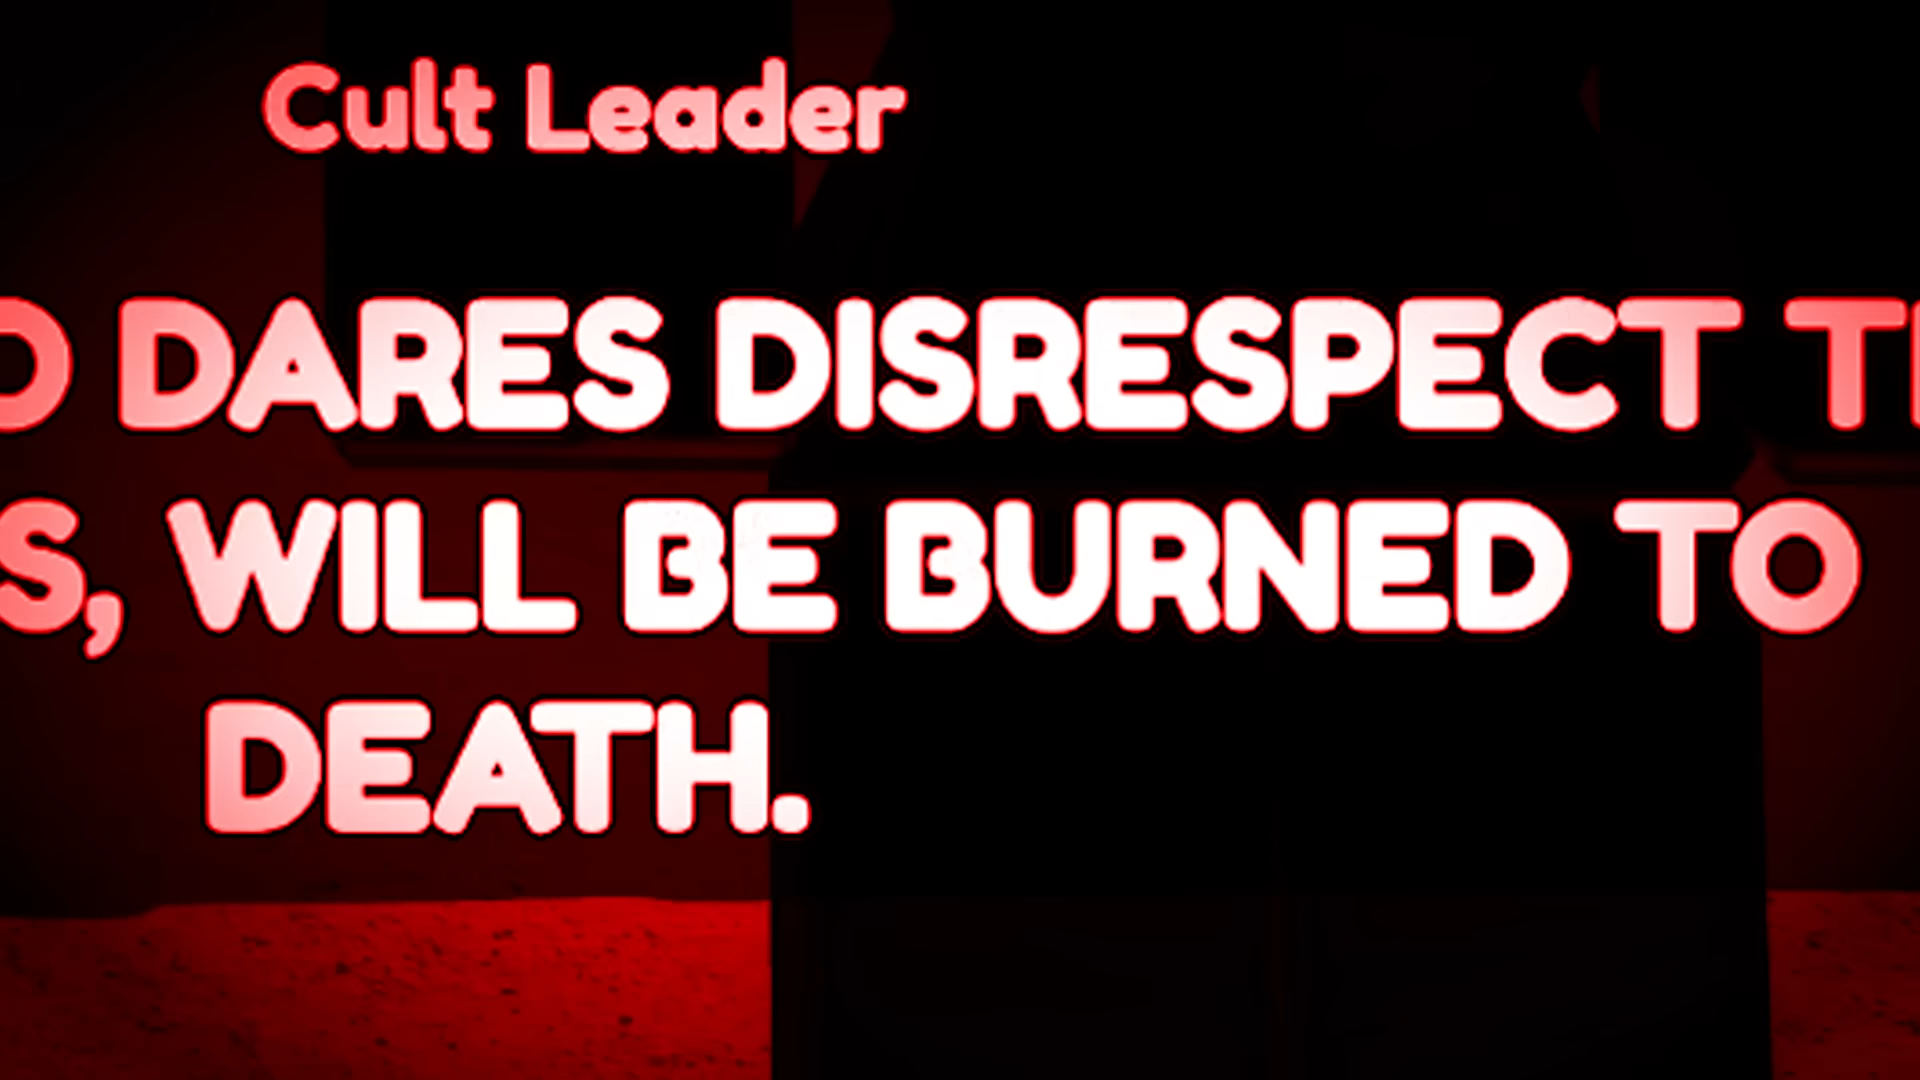 Cult Leader
DARES DISRESPECT
WILL BE BURNED TO
DEATH.